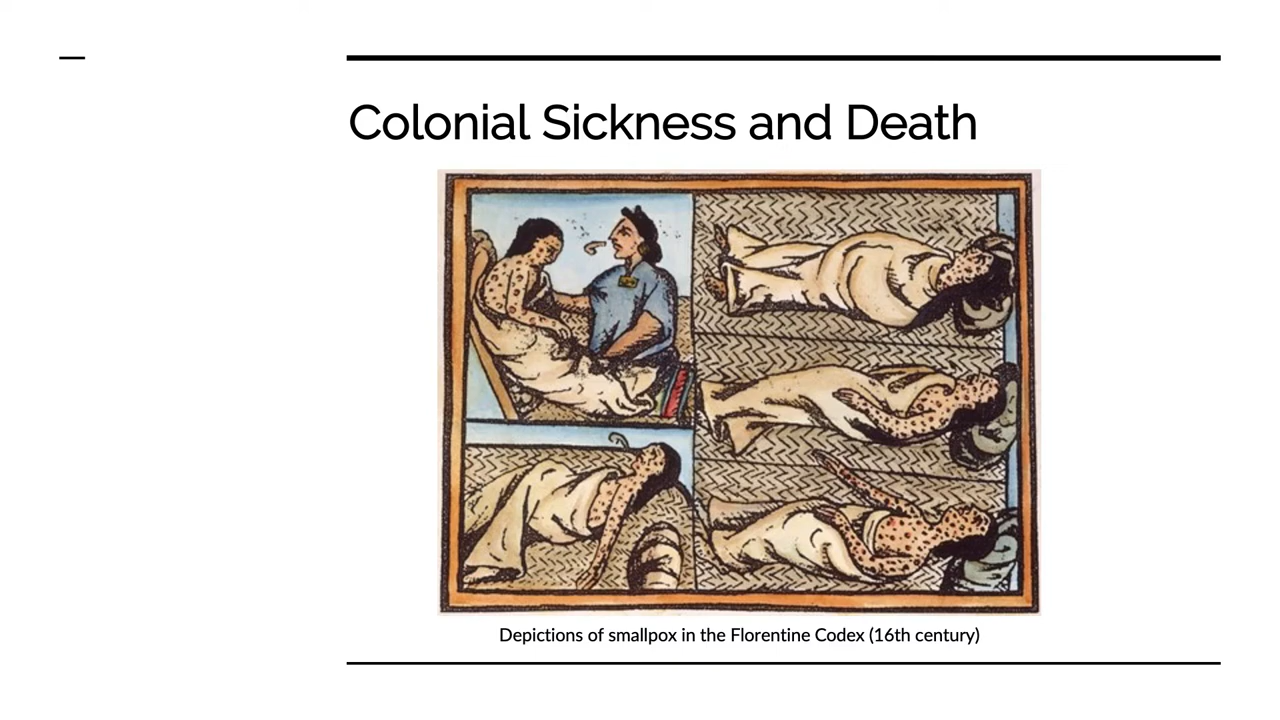 Colonial Sickness and Death
Depictions of smallpox in the Florentine Codex (16th century)